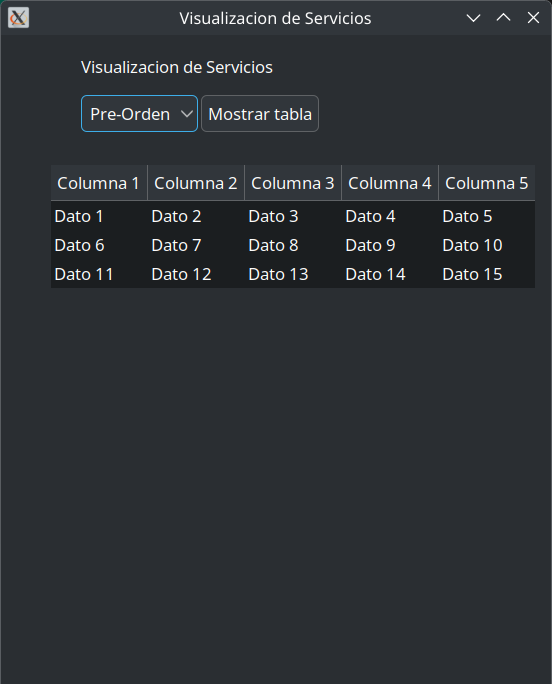 Visualizacion de Servicios
Visualizacion de Servicios
Pre-Orden Mostrar tabla
Columna 1 Columna 2 Columna 3 Columna 4 Columna 5
Dato 1 Dato 2 Dato 3 Dato 4 Dato 5
Dato 6 Dato 7 Dato 8 Dato 9 Dato 10
Dato 11 Dato 12 Dato 13 Dato 14 Dato 15